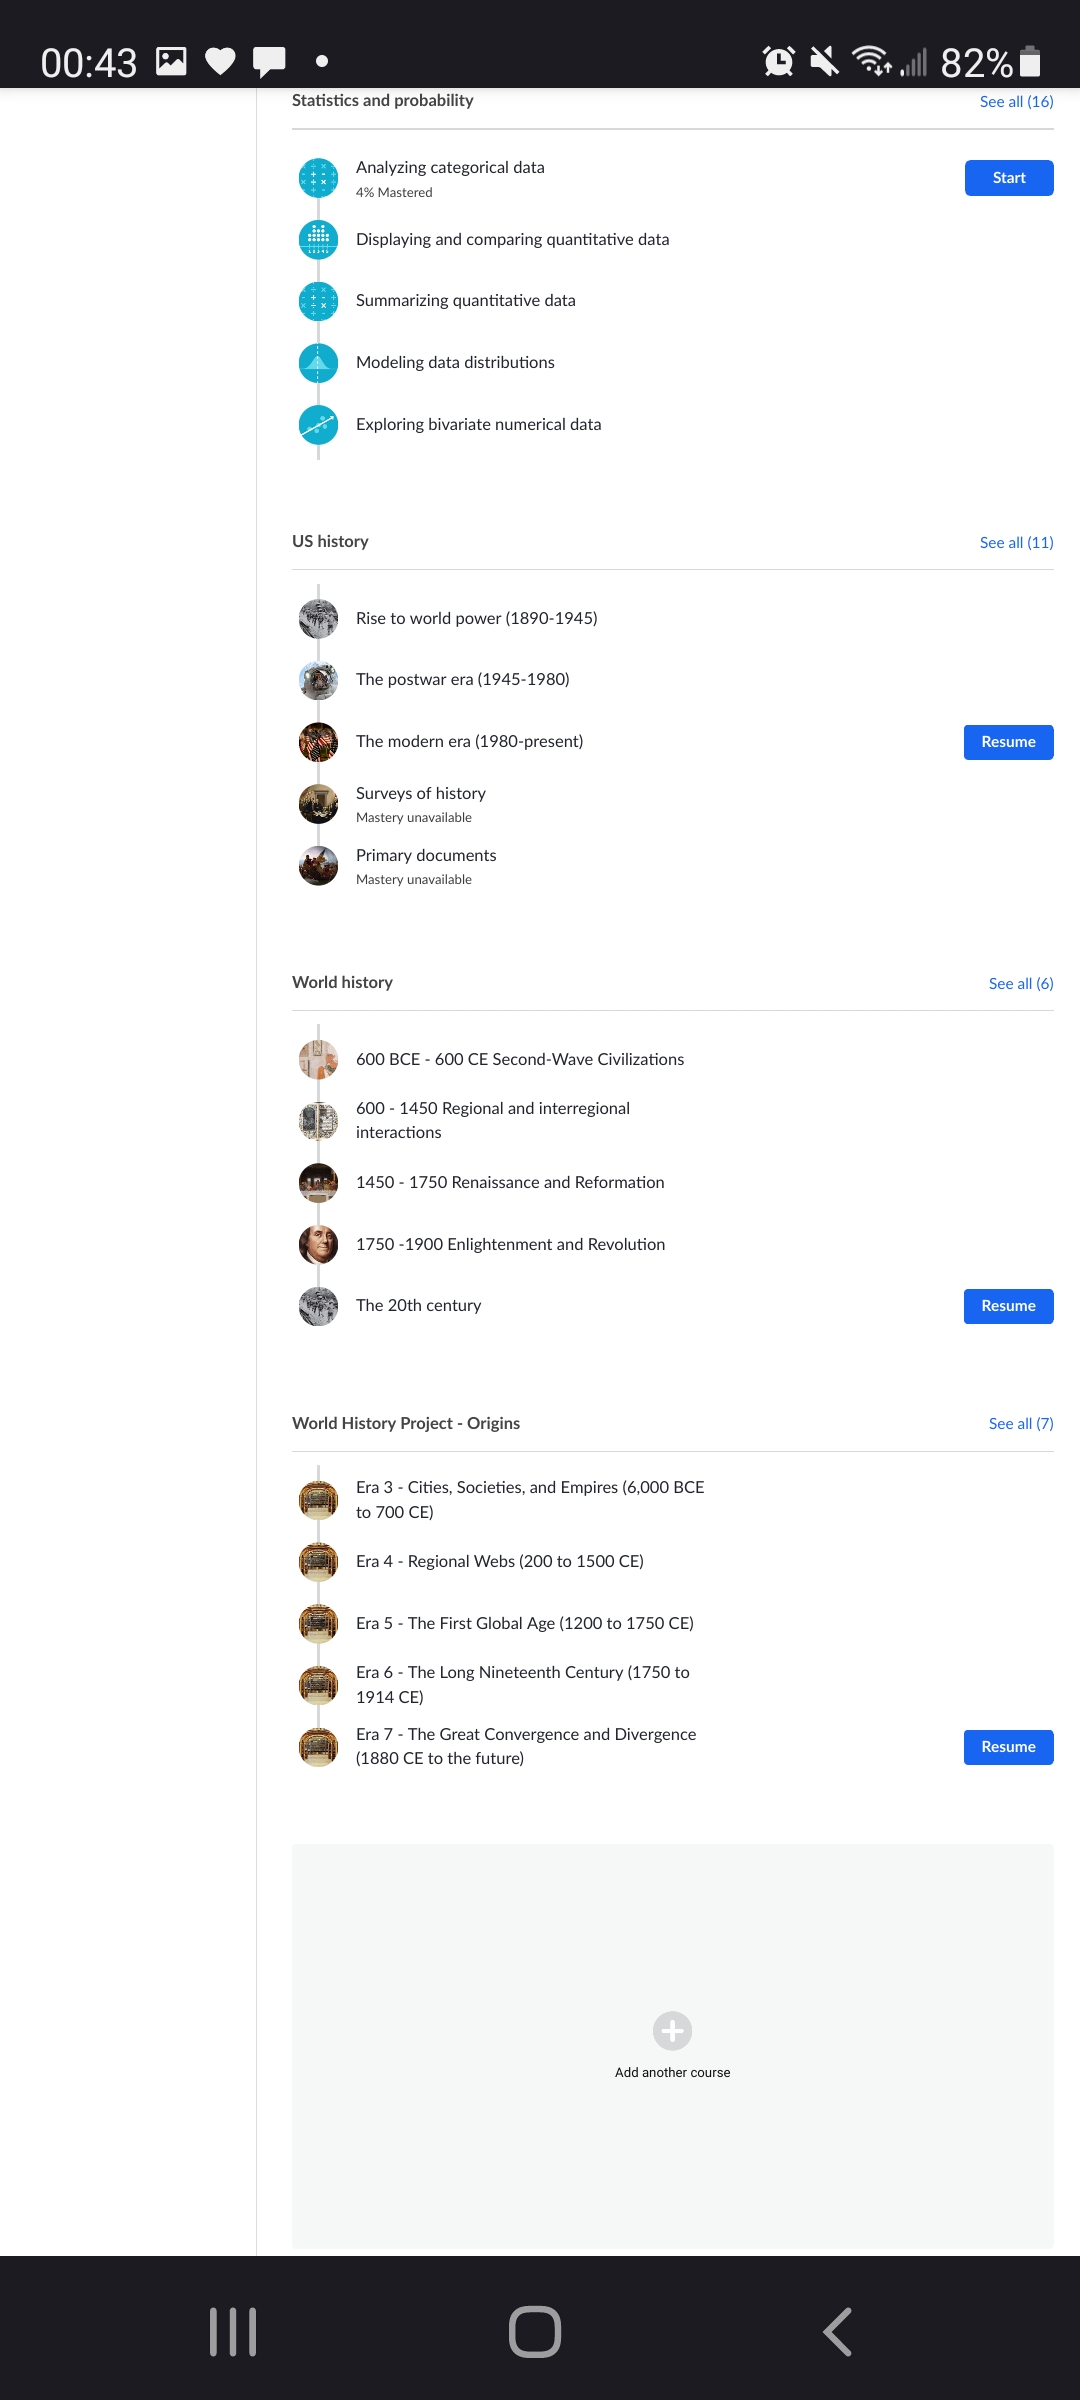 00:43
82%
Statistics and probability
See all (16)
Analyzing categorical data
4% Mastered
Start
Displaying and comparing quantitative data
Summarizing quantitative data
Modeling data distributions
Exploring bivariate numerical data
US history
See all (11)
Rise to world power (1890-1945)
The postwar era (1945-1980)
The modern era (1980-present)
Resume
Surveys of history
Mastery unavailable
Primary documents
Mastery unavailable
World history
See all (6)
600 BCE - 600 CE Second-Wave Civilizations
600 - 1450 Regional and interregional
interactions
1450 - 1750 Renaissance and Reformation
1750 -1900 Enlightenment and Revolution
The 20th century
Resume
World History Project - Origins
See all (7)
Era 3 - Cities, Societies, and Empires (6,000 BCE
to 700 CE)
Era 4 - Regional Webs (200 to 1500 CE)
Era 5 - The First Global Age (1200 to 1750 CE)
Era 6 - The Long Nineteenth Century (1750 to
1914 CE)
Era 7 - The Great Convergence and Divergence
(1880 CE to the future)
Resume
Add another course